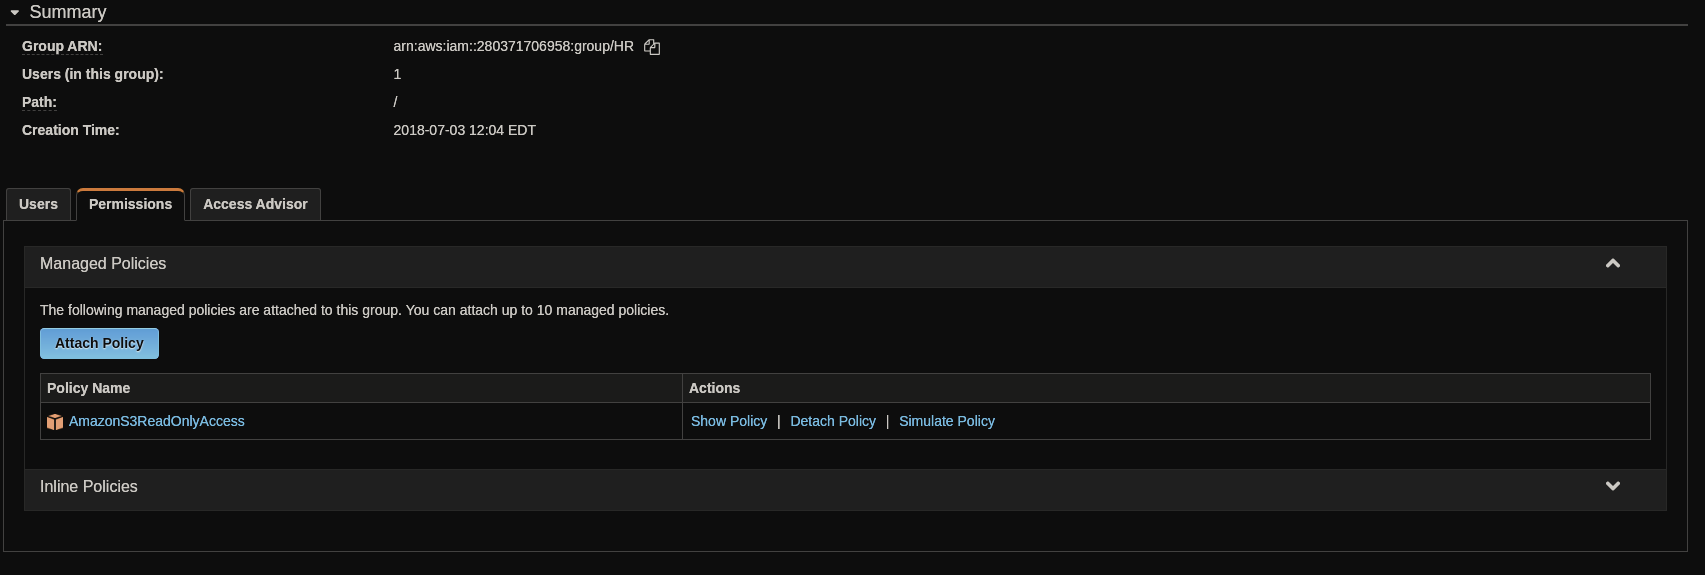 Summary
Group ARN: arn:aws:iam::280371706958:group/HR
Users (in this group): 1
Path: /
Creation Time: 2018-07-03 12:04 EDT
Users Permissions Access Advisor
Managed Policies
The following managed policies are attached to this group. You can attach up to 10 managed policies.
Attach Policy
Policy Name Actions
AmazonS3ReadOnlyAccess Show Policy | Detach Policy | Simulate Policy
Inline Policies